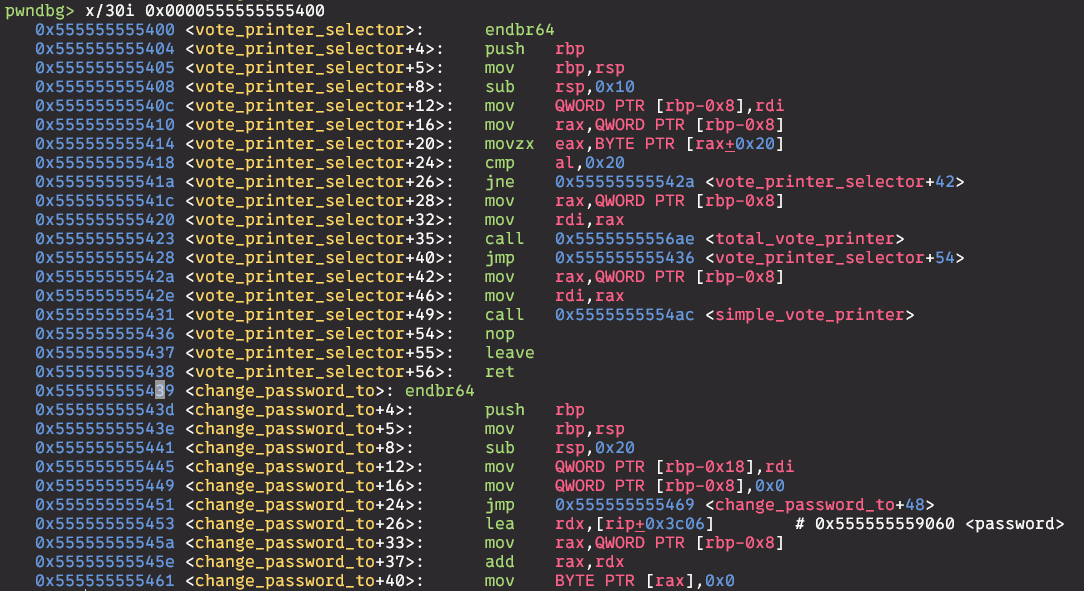 pwndbg> x/30i 0x0000555555555400
0x555555555400 <vote_printer_selector>: endbr64
0x555555555404 <vote_printer_selector+4>: push rbp
0x555555555405 <vote_printer_selector+5>: mov rbp,rsp
0x555555555408 <vote_printer_selector+8>: sub rsp,0x10
0x55555555540c <vote_printer_selector+12>: mov QWORD PTR [rbp-0x8],rdi
0x555555555410 <vote_printer_selector+16>: mov rax,QWORD PTR [rbp-0x8]
0x555555555414 <vote_printer_selector+20>: movzx eax,BYTE PTR [rax+0x20]
0x555555555418 <vote_printer_selector+24>: cmp al,0x20
0x55555555541a <vote_printer_selector+26>: jne 0x55555555542a <vote_printer_selector+42>
0x55555555541c <vote_printer_selector+28>: mov rax,QWORD PTR [rbp-0x8]
0x555555555420 <vote_printer_selector+32>: mov rdi,rax
0x555555555423 <vote_printer_selector+35>: call 0x5555555556ae <total_vote_printer>
0x555555555428 <vote_printer_selector+40>: jmp 0x555555555436 <vote_printer_selector+54>
0x55555555542a <vote_printer_selector+42>: mov rax,QWORD PTR [rbp-0x8]
0x55555555542e <vote_printer_selector+46>: mov rdi,rax
0x555555555431 <vote_printer_selector+49>: call 0x5555555554ac <simple_vote_printer>
0x555555555436 <vote_printer_selector+54>: nop
0x555555555437 <vote_printer_selector+55>: leave
0x555555555438 <vote_printer_selector+56>: ret
0x555555555439 <change_password_to>: endbr64
0x55555555543d <change_password_to+4>: push rbp
0x55555555543e <change_password_to+5>: mov rbp,rsp
0x555555555441 <change_password_to+8>: sub rsp,0x20
0x555555555445 <change_password_to+12>: mov QWORD PTR [rbp-0x18],rdi
0x555555555449 <change_password_to+16>: mov QWORD PTR [rbp-0x8],0x0
0x555555555451 <change_password_to+24>: jmp 0x555555555469 <change_password_to+48>
0x555555555453 <change_password_to+26>: lea rdx,[rip+0x3c06] # 0x555555559060 <password>
0x55555555545a <change_password_to+33>: mov rax,QWORD PTR [rbp-0x8]
0x55555555545e <change_password_to+37>: add rax,rdx
0x555555555461 <change_password_to+40>: mov BYTE PTR [rax],0x0